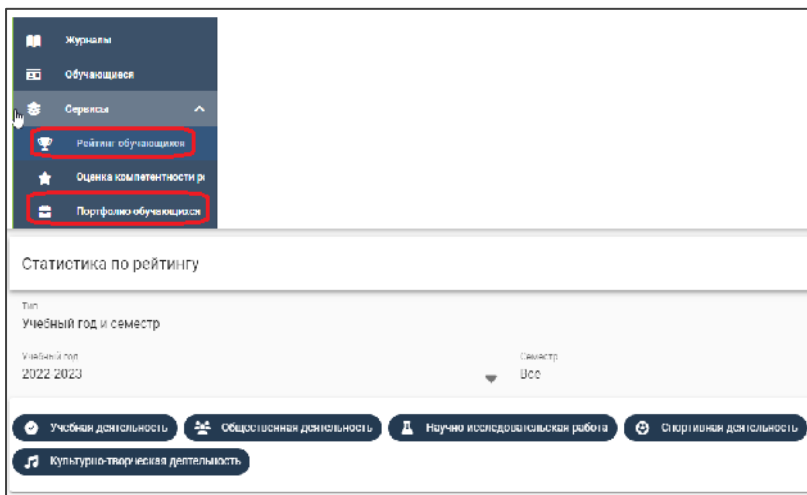 Журналы
Обучающиеся
Сервисы
Рейтинг обучающихся
Оценка компетентности р
Портфолио обучающихся
Статистика по рейтингу
Тип
Учебный год и семестр
Учебный год
Семестр
2022 2023
Все
Учебная деятельность
Общественная деятельность
Научно исследовательская работа
Спортивная деятельность
Культурно-творческая деятельность